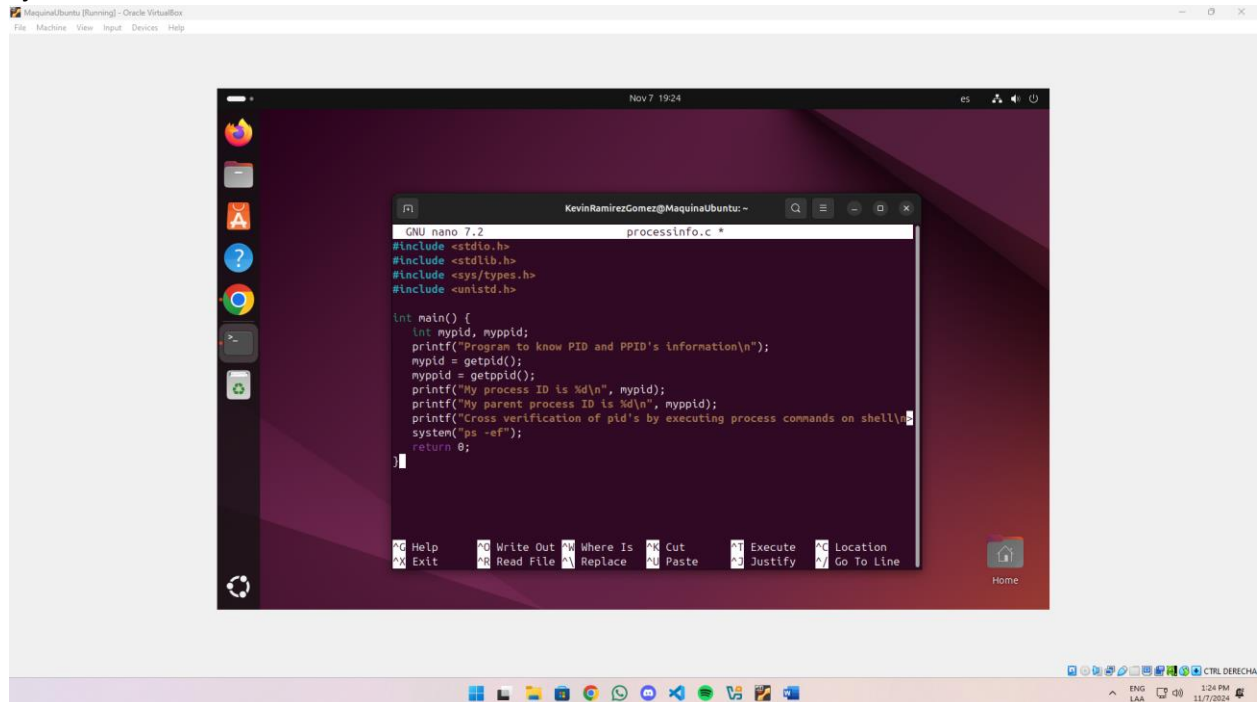 MaquinaUbuntu [Running] - Oracle VirtualBox
File Machine View Input Devices Help
Nov 7 19:24
es
KevinRamirezGomez@MaquinaUbuntu: ~
GNU nano 7.2 processinfo.c *
#include <stdio.h>
#include <stdlib.h>
#include <sys/types.h>
#include <unistd.h>
int main() {
int mypid, myppid;
printf("Program to know PID and PPID's information\n");
mypid = getpid();
myppid = getppid();
printf("My process ID is %d\n", mypid);
printf("My parent process ID is %d\n", myppid);
printf("Cross verification of pid's by executing process commands on shell\n>
system("ps -ef");
return 0;
}
^G Help ^O Write Out ^W Where Is ^K Cut ^T Execute ^C Location
^X Exit ^R Read File ^\ Replace ^U Paste ^J Justify ^/ Go To Line
Home
CTRL DERECHA
ENG
LAA
1:24 PM
11/7/2024